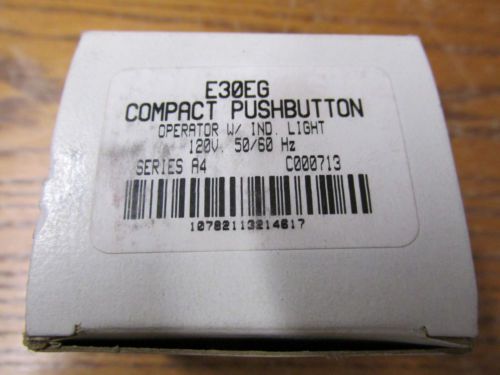 E30EG
COMPACT PUSHBUTTON
OPERATOR W/ IND. LIGHT
120V. 50/60 Hz
SERIES A4 C000713
10782113214617